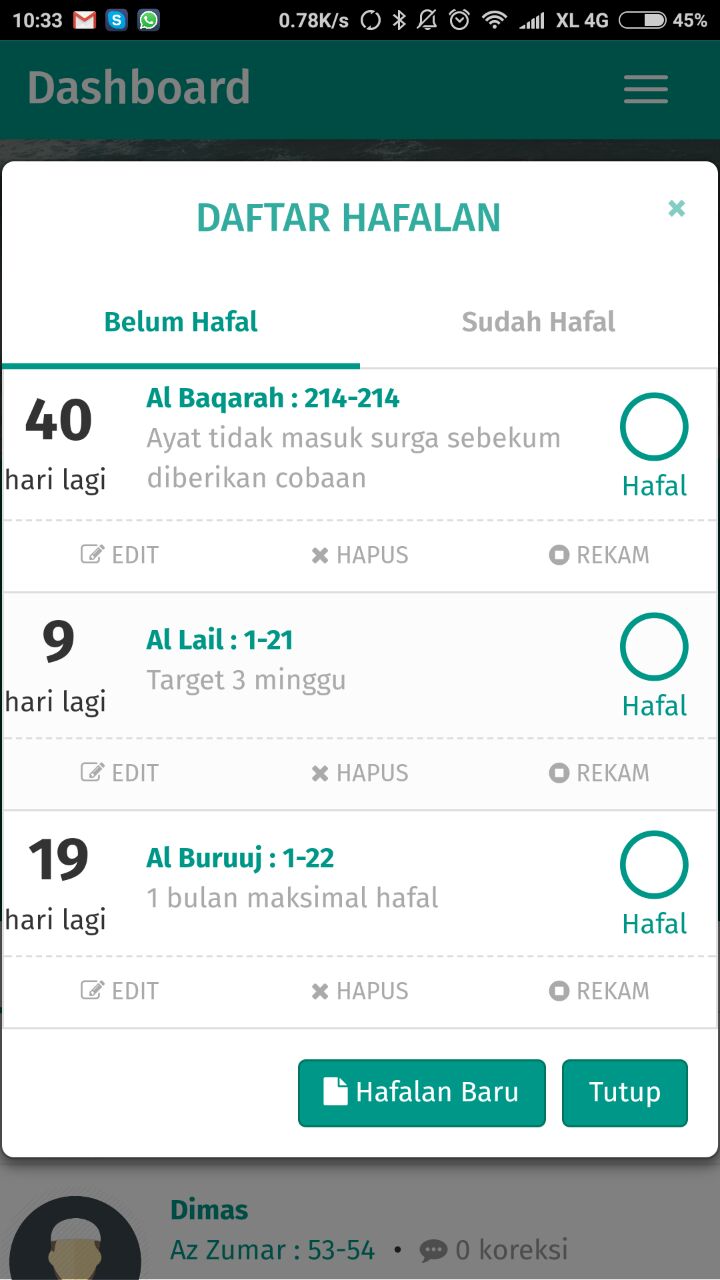 10:33 0.78K/s XL 4G 45%
Dashboard
DAFTAR HAFALAN
Belum Hafal Sudah Hafal
40 hari lagi
Al Baqarah : 214-214
Ayat tidak masuk surga sebekum
diberikan cobaan
Hafal
EDIT HAPUS REKAM
9 hari lagi
Al Lail : 1-21
Target 3 minggu
Hafal
EDIT HAPUS REKAM
19 hari lagi
Al Buruuj : 1-22
1 bulan maksimal hafal
Hafal
EDIT HAPUS REKAM
Hafalan Baru Tutup
Dimas
Az Zumar : 53-54 • 0 koreksi